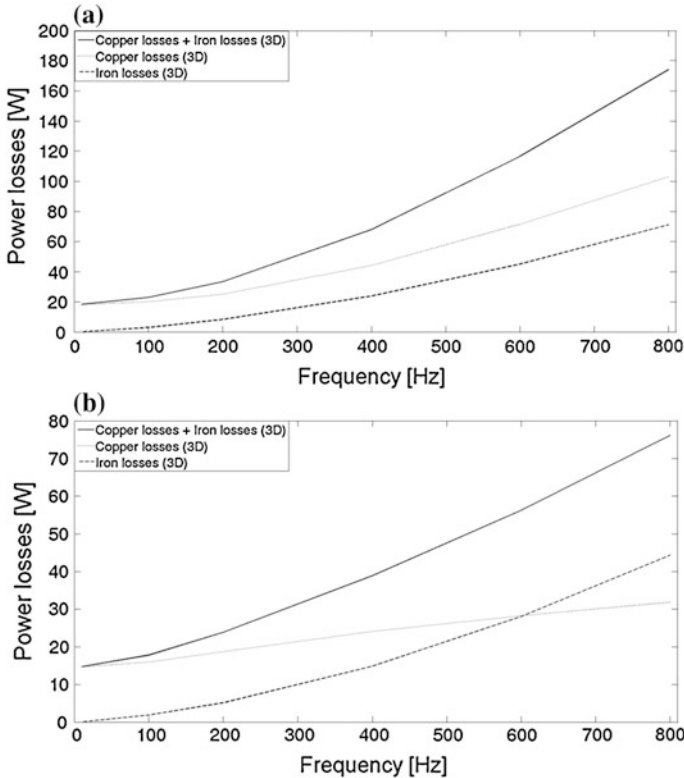 (a)
Copper losses + Iron losses (3D)
Copper losses (3D)
Iron losses (3D)
Power losses [W]
200
180
160
140
120
100
80
60
40
20
0
0 100 200 300 400 500 600 700 800
Frequency [Hz]
(b)
Copper losses + Iron losses (3D)
Copper losses (3D)
Iron losses (3D)
Power losses [W]
80
70
60
50
40
30
20
10
0
0 100 200 300 400 500 600 700 800
Frequency [Hz]